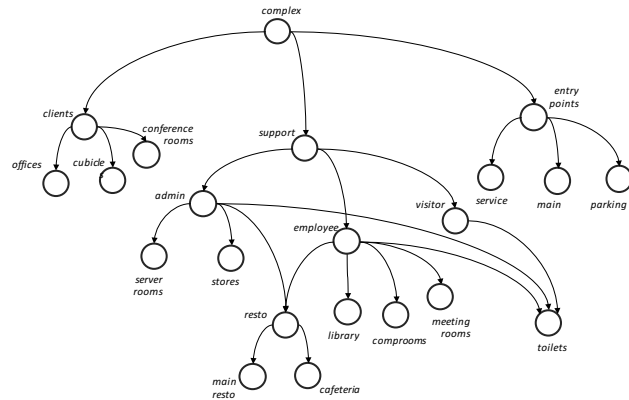 complex
entry
points
clients
conference
rooms
support
offices
cubicle
service
main
parking
admin
visitor
employee
server
rooms
stores
resto
library
comprooms
meeting
rooms
toilets
main
resto
cafeteria